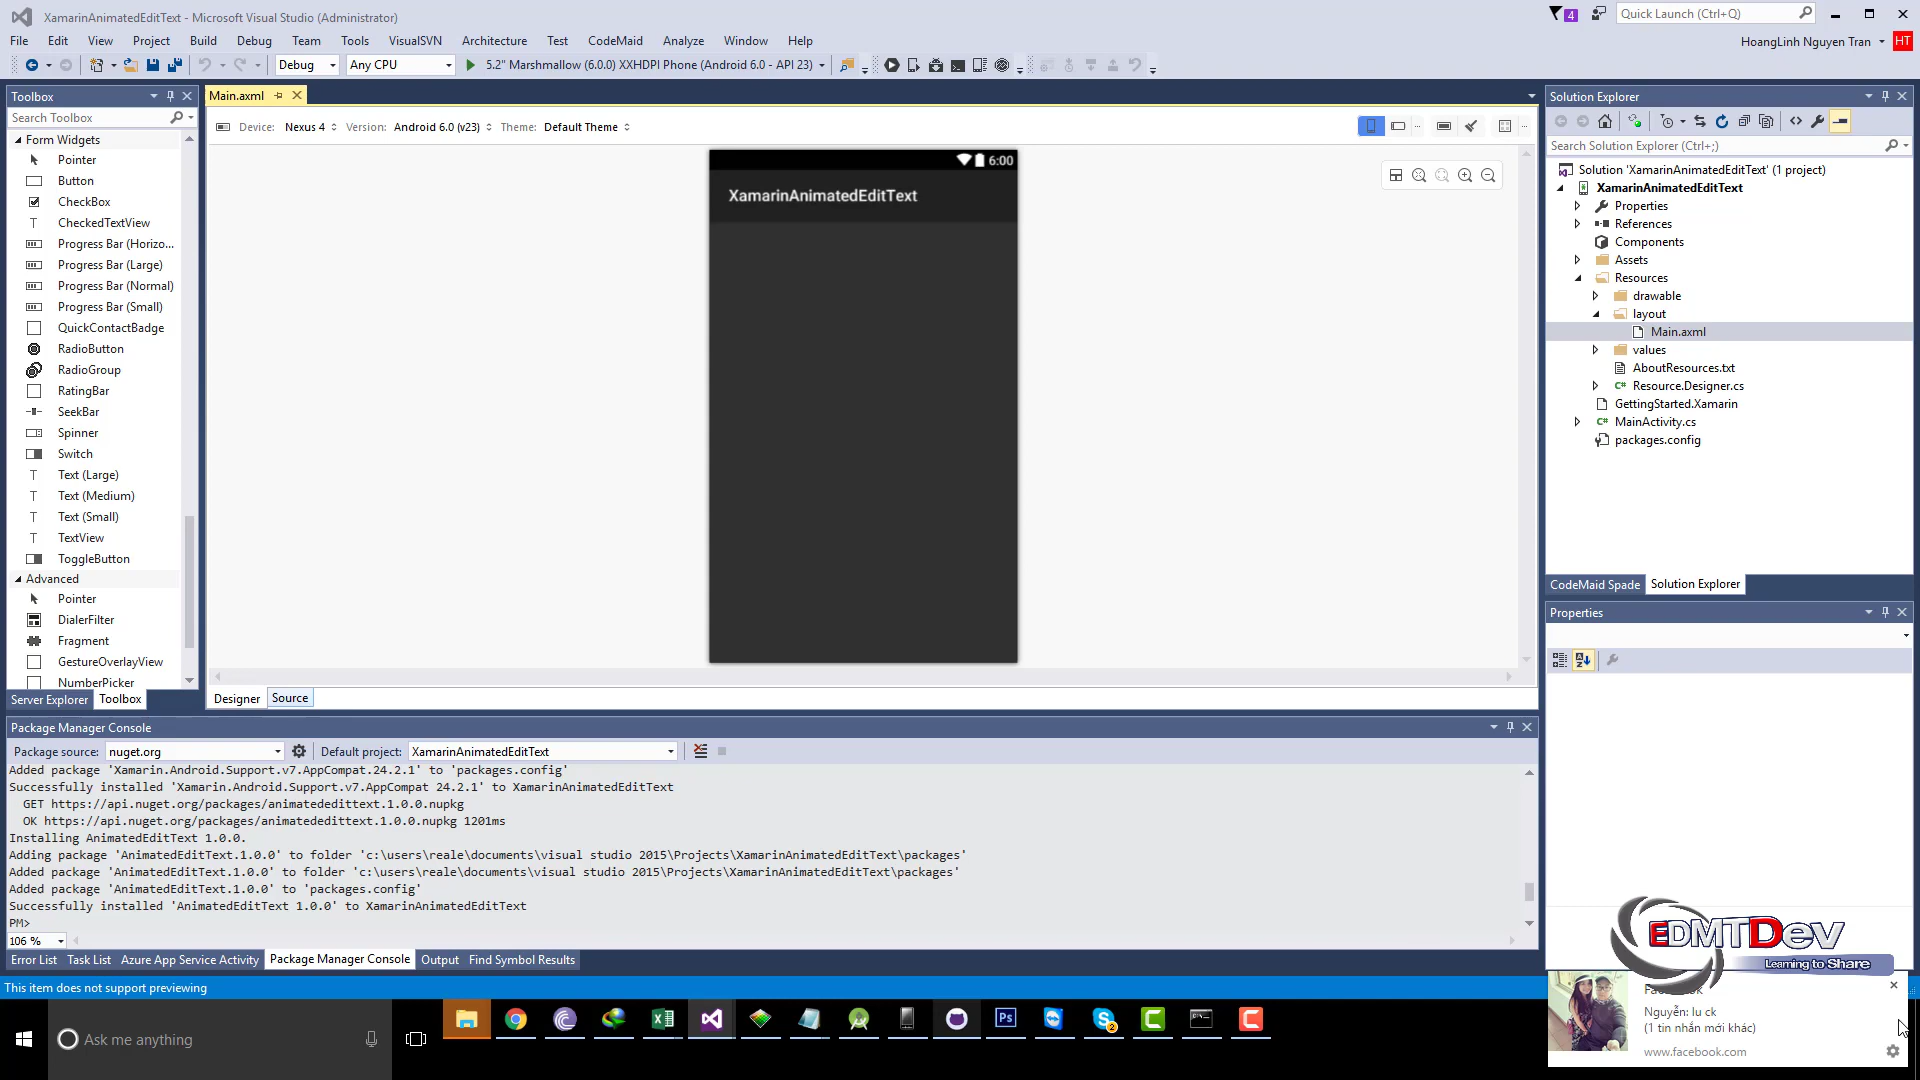 XamarinAnimatedEditText - Microsoft Visual Studio (Administrator)
4
Quick Launch (Ctrl+Q)
File Edit View Project Build Debug Team Tools VisualSVN Architecture Test CodeMaid Analyze Window Help
HoangLinh Nguyen Tran HT
Debug Any CPU 5.2" Marshmallow (6.0.0) XXHDPI Phone (Android 6.0 - API 23)
Toolbox
Search Toolbox
Form Widgets
Pointer
Button
CheckBox
CheckedTextView
Progress Bar (Horizo...
Progress Bar (Large)
Progress Bar (Normal)
Progress Bar (Small)
QuickContactBadge
RadioButton
RadioGroup
RatingBar
SeekBar
Spinner
Switch
Text (Large)
Text (Medium)
Text (Small)
TextView
ToggleButton
Advanced
Pointer
DialerFilter
Fragment
GestureOverlayView
NumberPicker
Server Explorer Toolbox
Main.axml
Device: Nexus 4 Version: Android 6.0 (v23) Theme: Default Theme
6:00
XamarinAnimatedEditText
Designer Source
Solution Explorer
Search Solution Explorer (Ctrl+;)
Solution 'XamarinAnimatedEditText' (1 project)
XamarinAnimatedEditText
Properties
References
Components
Assets
Resources
drawable
layout
Main.axml
values
AboutResources.txt
Resource.Designer.cs
GettingStarted.Xamarin
MainActivity.cs
packages.config
CodeMaid Spade Solution Explorer
Properties
Package Manager Console
Package source: nuget.org Default project: XamarinAnimatedEditText
Added package 'Xamarin.Android.Support.v7.AppCompat.24.2.1' to 'packages.config'
Successfully installed 'Xamarin.Android.Support.v7.AppCompat 24.2.1' to XamarinAnimatedEditText
GET https://api.nuget.org/packages/animatededittext.1.0.0.nupkg
OK https://api.nuget.org/packages/animatededittext.1.0.0.nupkg 1201ms
Installing AnimatedEditText 1.0.0.
Adding package 'AnimatedEditText.1.0.0' to folder 'c:\users\reale\documents\visual studio 2015\Projects\XamarinAnimatedEditText\packages'
Added package 'AnimatedEditText.1.0.0' to folder 'c:\users\reale\documents\visual studio 2015\Projects\XamarinAnimatedEditText\packages'
Added package 'AnimatedEditText.1.0.0' to 'packages.config'
Successfully installed 'AnimatedEditText 1.0.0' to XamarinAnimatedEditText
PM>
106 %
Error List Task List Azure App Service Activity Package Manager Console Output Find Symbol Results
This item does not support previewing
EDMTDev
Learning to Share
Nguyễn: lu ck
(1 tin nhắn mới khác)
www.facebook.com
Ask me anything
Ps
2